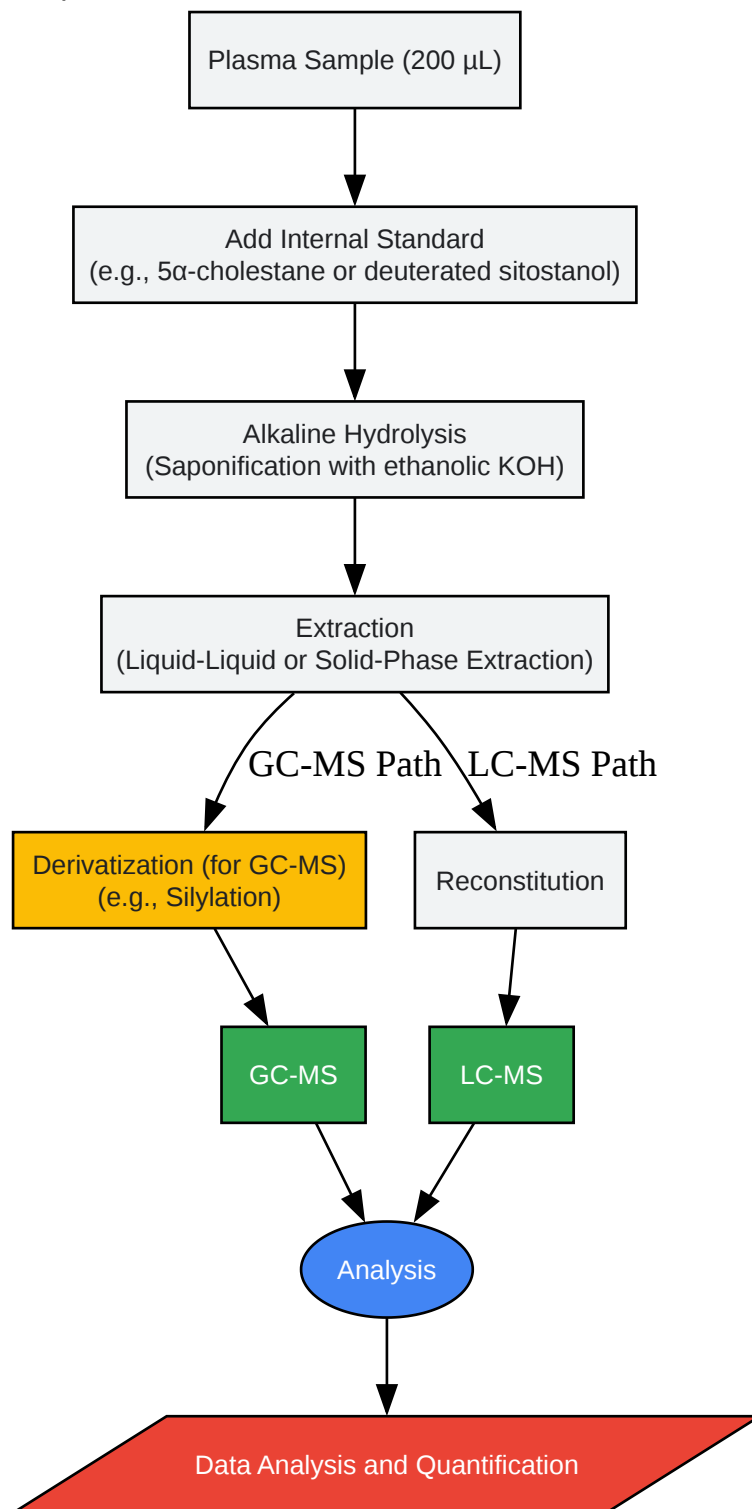 Plasma Sample (200 µL)
Add Internal Standard
(e.g., 5α-cholestane or deuterated sitostanol)
Alkaline Hydrolysis
(Saponification with ethanolic KOH)
Extraction
(Liquid-Liquid or Solid-Phase Extraction)
GC-MS Path
LC-MS Path
Derivatization (for GC-MS)
(e.g., Silylation)
Reconstitution
GC-MS
LC-MS
Analysis
Data Analysis and Quantification